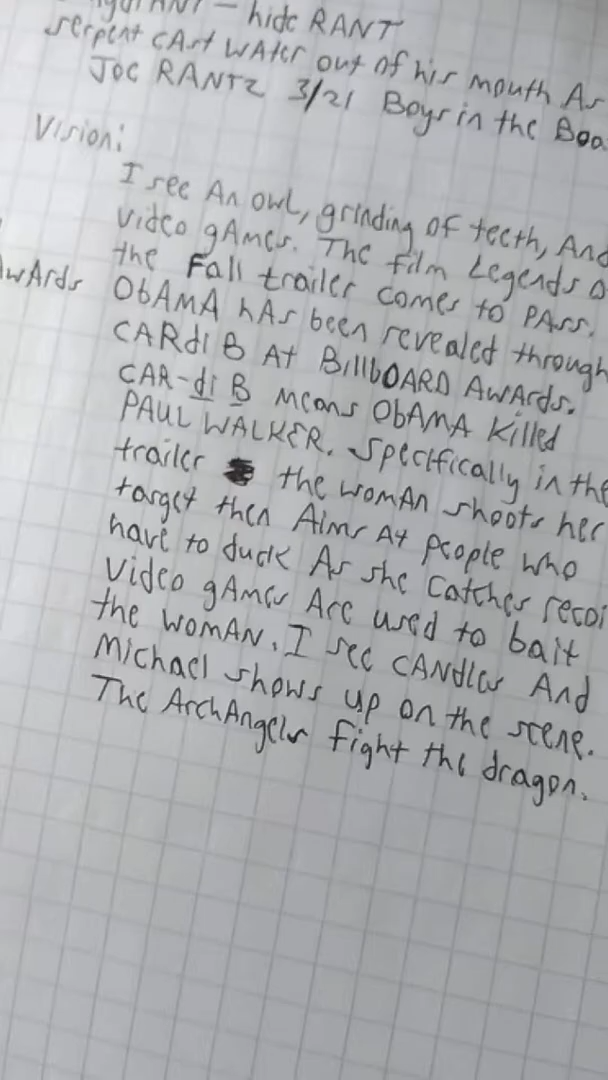 – hide RANT
serpent cast water out of his mouth As
JOE RANTZ 3/21 Boys in the Boa
Vision:
I see An owl, grinding of teeth, And
video gAmes. The film Legends o
the Fall trailer comes to PAss.
AwArds ObAMA hAs been revealed through
CARdi B At BillbOARD AwArds.
CAR-di B Means ObAMA killed
PAUL WALKER. Specifically in the
trailer the womAn shoots her
target then Aims At people who
have to duck As she catches recoi
Video gAmes Are used to bait
the womAn. I see cANdles And
Michael shows up on the scene.
The ArchAngels fight the dragon.